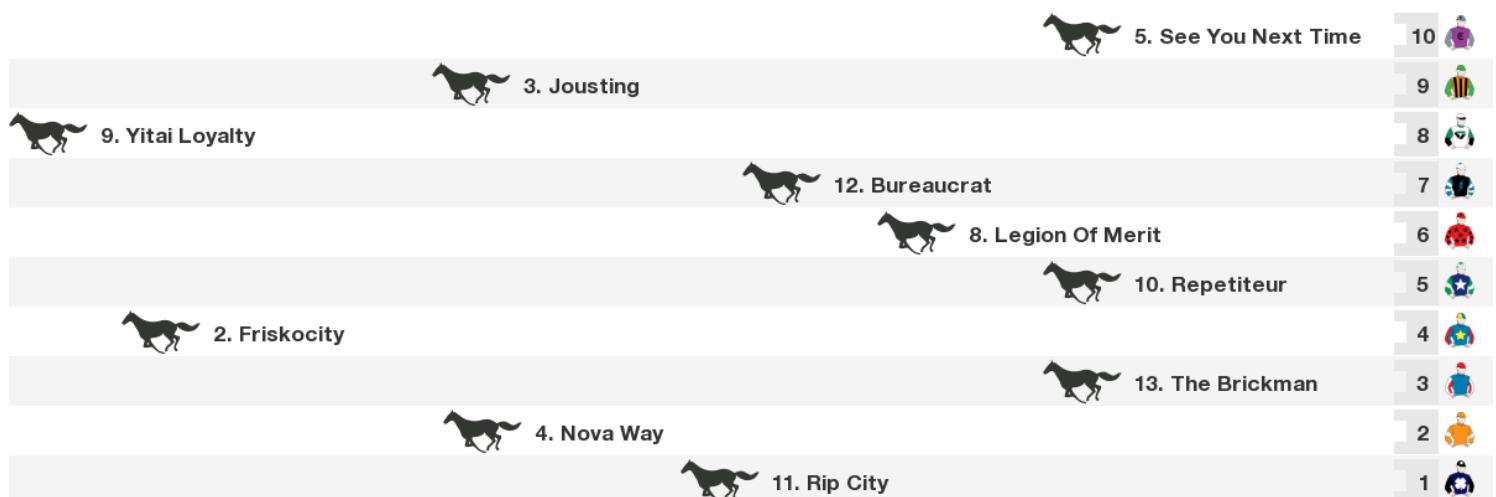 5. See You Next Time 10
3. Jousting 9
9. Yitai Loyalty 8
12. Bureaucrat 7
8. Legion Of Merit 6
10. Repetiteur 5
2. Friskocity 4
13. The Brickman 3
4. Nova Way 2
11. Rip City 1